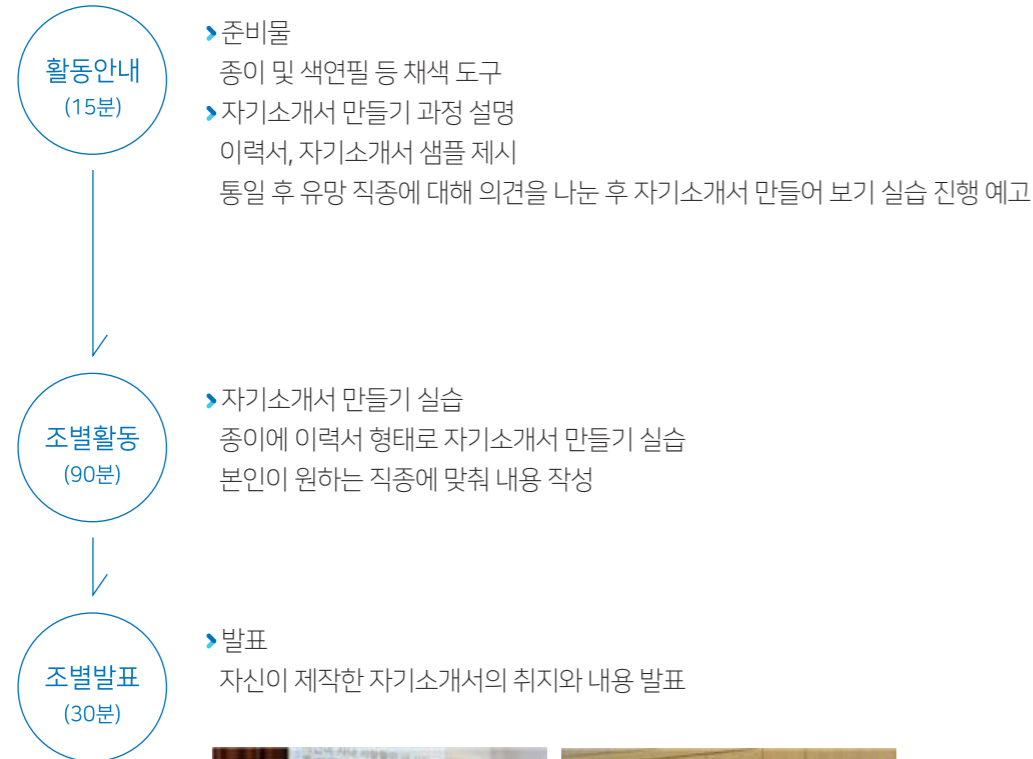 활동안내
(15분)
준비물
종이 및 색연필 등 채색 도구
자기소개서 만들기 과정 설명
이력서, 자기소개서 샘플 제시
통일 후 유망 직종에 대해 의견을 나눈 후 자기소개서 만들어 보기 실습 진행 예고
조별활동
(90분)
자기소개서 만들기 실습
종이에 이력서 형태로 자기소개서 만들기 실습
본인이 원하는 직종에 맞춰 내용 작성
조별발표
(30분)
발표
자신이 제작한 자기소개서의 취지와 내용 발표